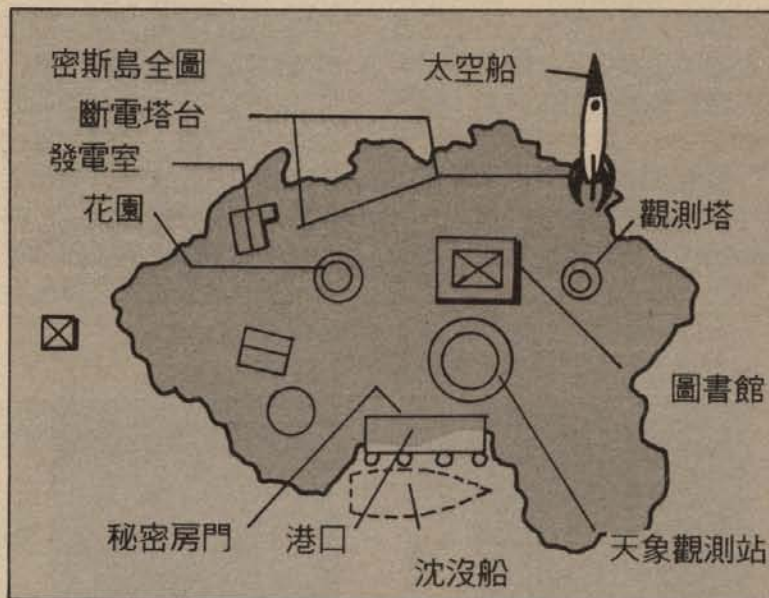 密斯島全圖
太空船
斷電塔台
發電室
花園
觀測塔
圖書館
秘密房門
港口
天象觀測站
沈沒船